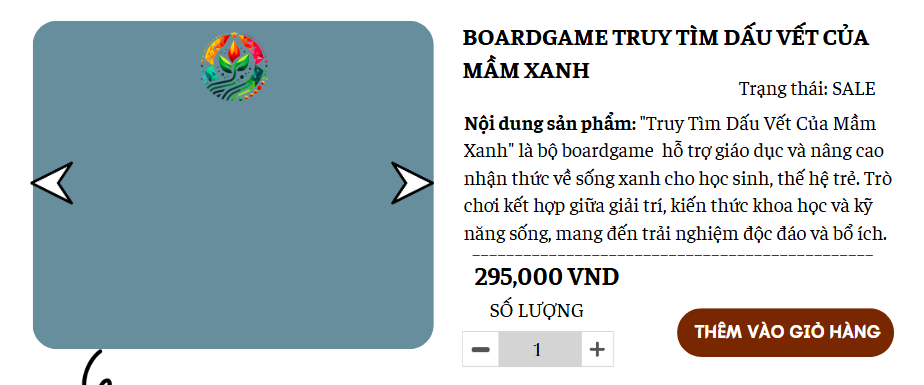 BOARDGAME TRUY TÌM DẤU VẾT CỦA
MẦM XANH
Trạng thái: SALE
Nội dung sản phẩm: "Truy Tìm Dấu Vết Của Mầm
Xanh" là bộ boardgame hỗ trợ giáo dục và nâng cao
nhận thức về sống xanh cho học sinh, thế hệ trẻ. Trò
chơi kết hợp giữa giải trí, kiến thức khoa học và kỹ
năng sống, mang đến trải nghiệm độc đáo và bổ ích.
295,000 VND
SỐ LƯỢNG
1
THÊM VÀO GIỎ HÀNG